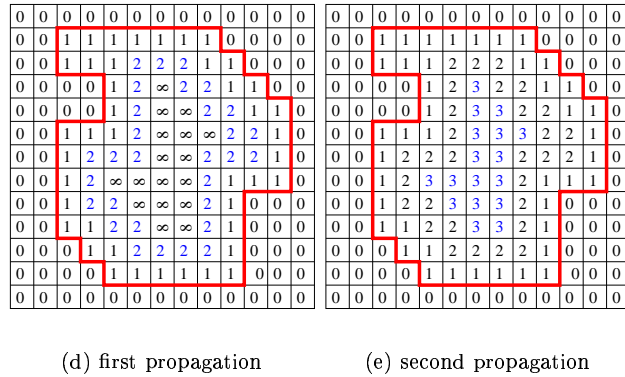 0 0 0 0 0 0 0 0 0 0 0 0 0
0 0 1 1 1 1 1 1 1 0 0 0 0
0 0 1 1 1 2 2 2 1 1 0 0 0
0 0 0 0 1 2 ∞ 2 2 1 1 0 0
0 0 0 0 1 2 ∞ ∞ 2 2 1 1 0
0 0 1 1 1 2 ∞ ∞ ∞ 2 2 1 0
0 0 1 2 2 2 ∞ ∞ 2 2 2 1 0
0 0 1 2 ∞ ∞ ∞ ∞ 2 1 1 1 0
0 0 1 2 2 ∞ ∞ ∞ 2 1 0 0 0
0 0 1 1 2 2 ∞ ∞ 2 1 0 0 0
0 0 0 1 1 2 2 2 2 1 0 0 0
0 0 0 0 1 1 1 1 1 1 0 0 0
0 0 0 0 0 0 0 0 0 0 0 0 0
(d) first propagation
0 0 0 0 0 0 0 0 0 0 0 0 0
0 0 1 1 1 1 1 1 1 0 0 0 0
0 0 1 1 1 2 2 2 1 1 0 0 0
0 0 0 0 1 2 3 2 2 1 1 0 0
0 0 0 0 1 2 3 3 2 2 1 1 0
0 0 1 1 1 2 3 3 3 2 2 1 0
0 0 1 2 2 2 3 3 2 2 2 1 0
0 0 1 2 3 3 3 3 2 1 1 1 0
0 0 1 2 2 3 3 3 2 1 0 0 0
0 0 1 1 2 2 3 3 2 1 0 0 0
0 0 0 1 1 2 2 2 2 1 0 0 0
0 0 0 0 1 1 1 1 1 1 0 0 0
0 0 0 0 0 0 0 0 0 0 0 0 0
(e) second propagation